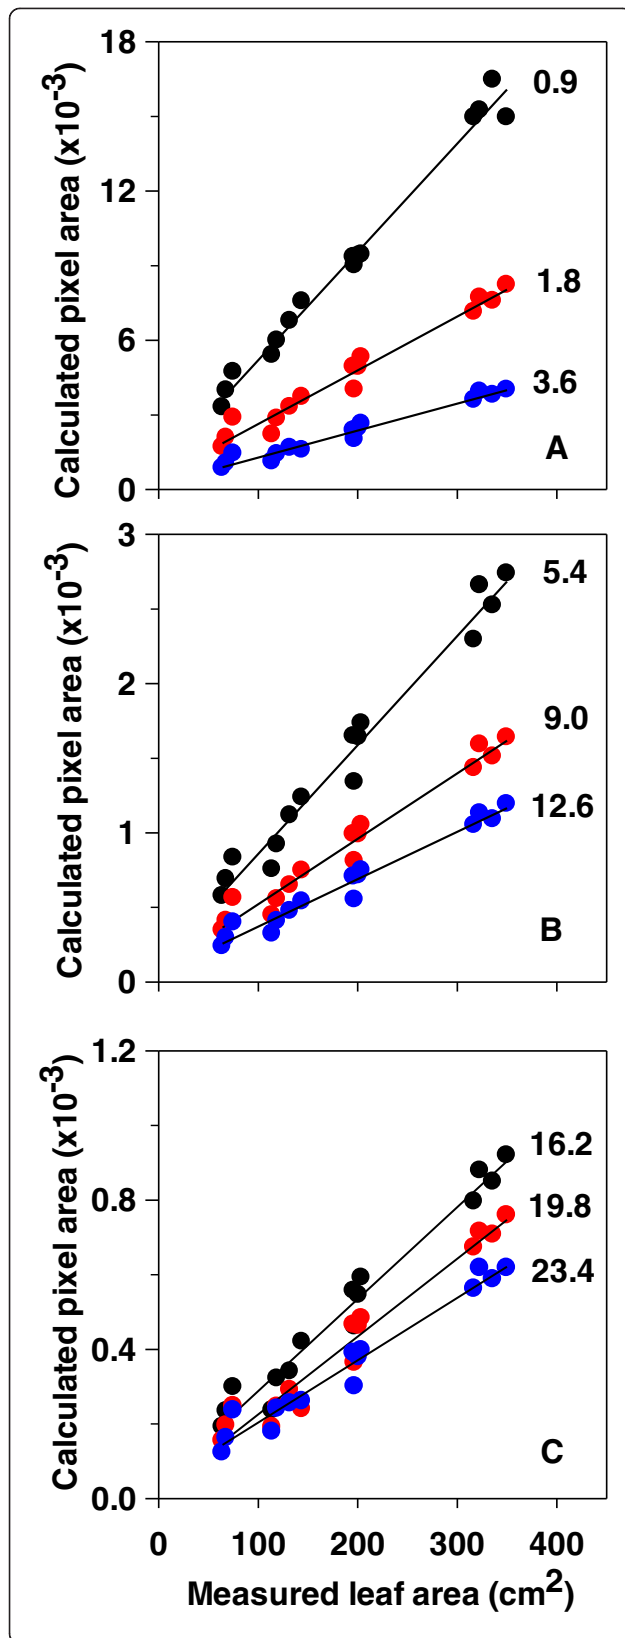 Calculated pixel area (x10-3)
18
12
6
0
0.9
1.8
3.6
A
Calculated pixel area (x10-3)
3
2
1
0
5.4
9.0
12.6
B
Calculated pixel area (x10-3)
1.2
0.8
0.4
0.0
16.2
19.8
23.4
C
0 100 200 300 400
Measured leaf area (cm2)